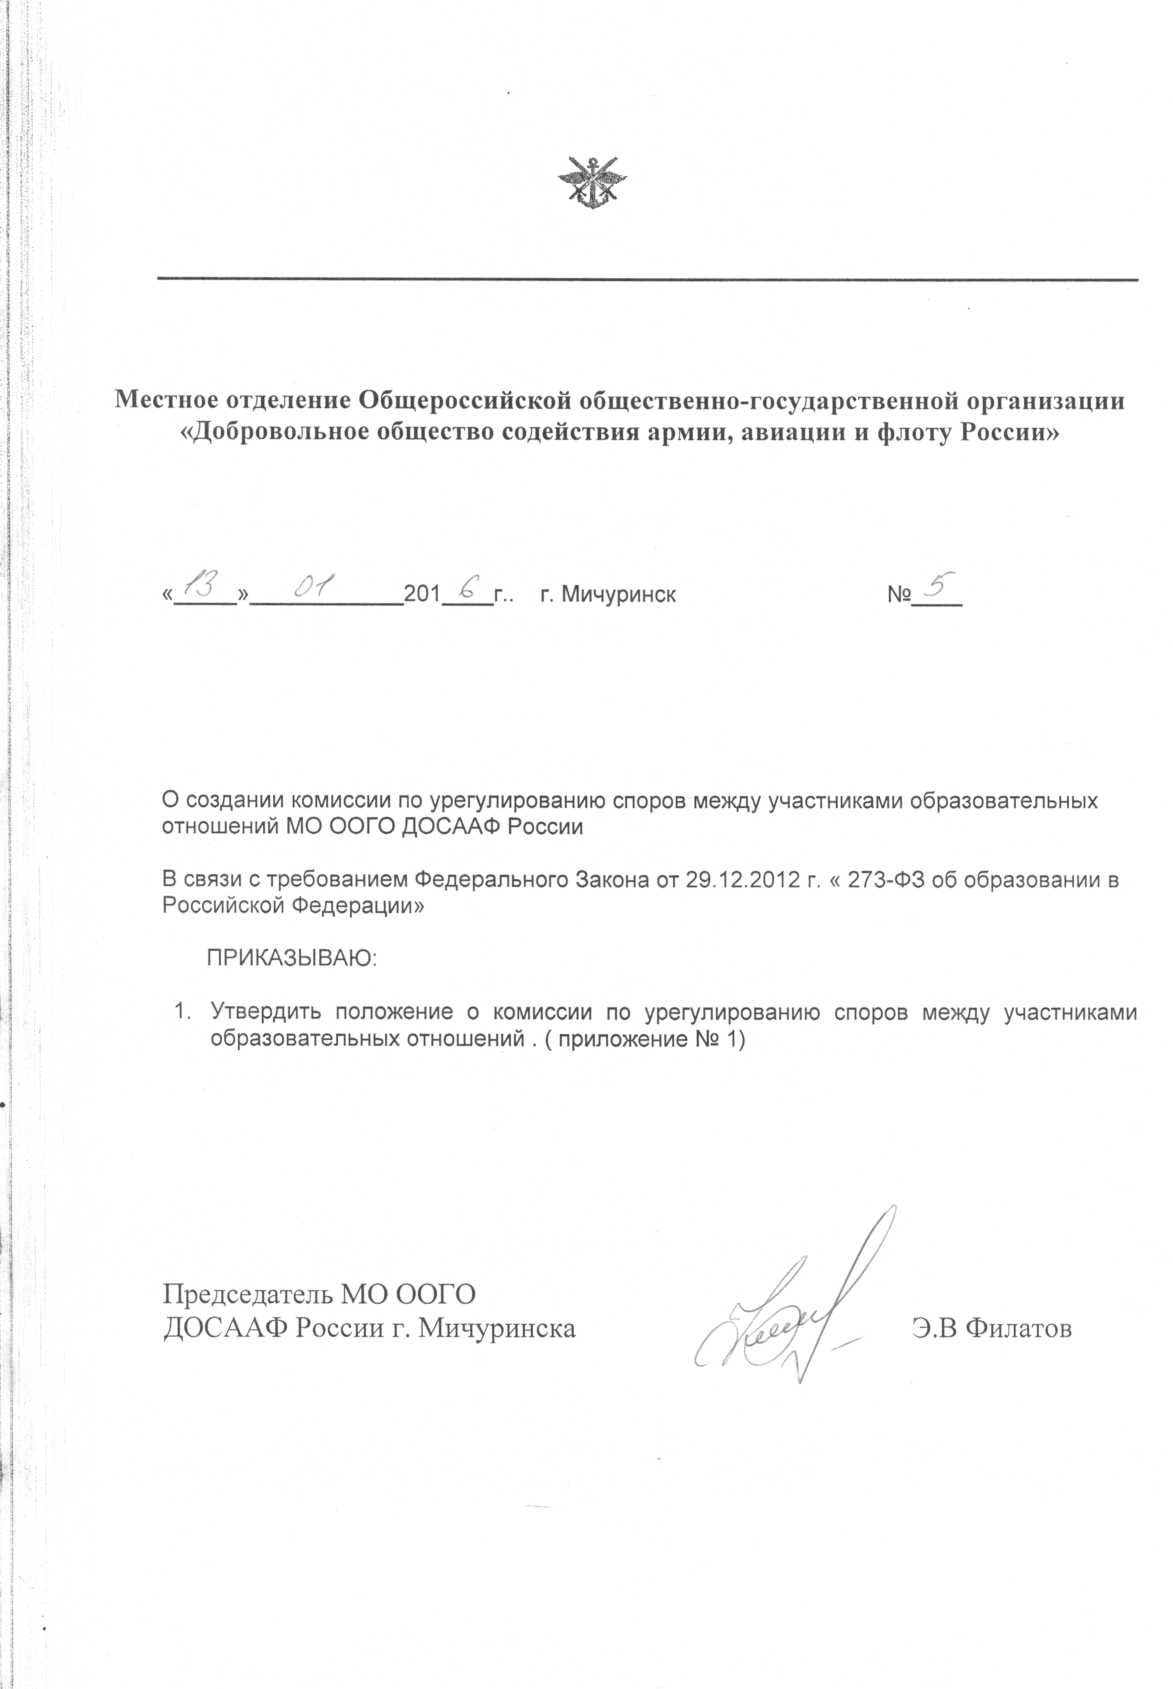 Местное отделение Общероссийской общественно-государственной организации
«Добровольное общество содействия армии, авиации и флоту России»
«13» 01 2016 г.. г. Мичуринск № 5
О создании комиссии по урегулированию споров между участниками образовательных
отношений МО ООГО ДОСААФ России
В связи с требованием Федерального Закона от 29.12.2012 г. « 273-ФЗ об образовании в
Российской Федерации»
ПРИКАЗЫВАЮ:
1. Утвердить положение о комиссии по урегулированию споров между участниками
образовательных отношений . ( приложение № 1)
Председатель МО ООГО
ДОСААФ России г. Мичуринска Э.В Филатов